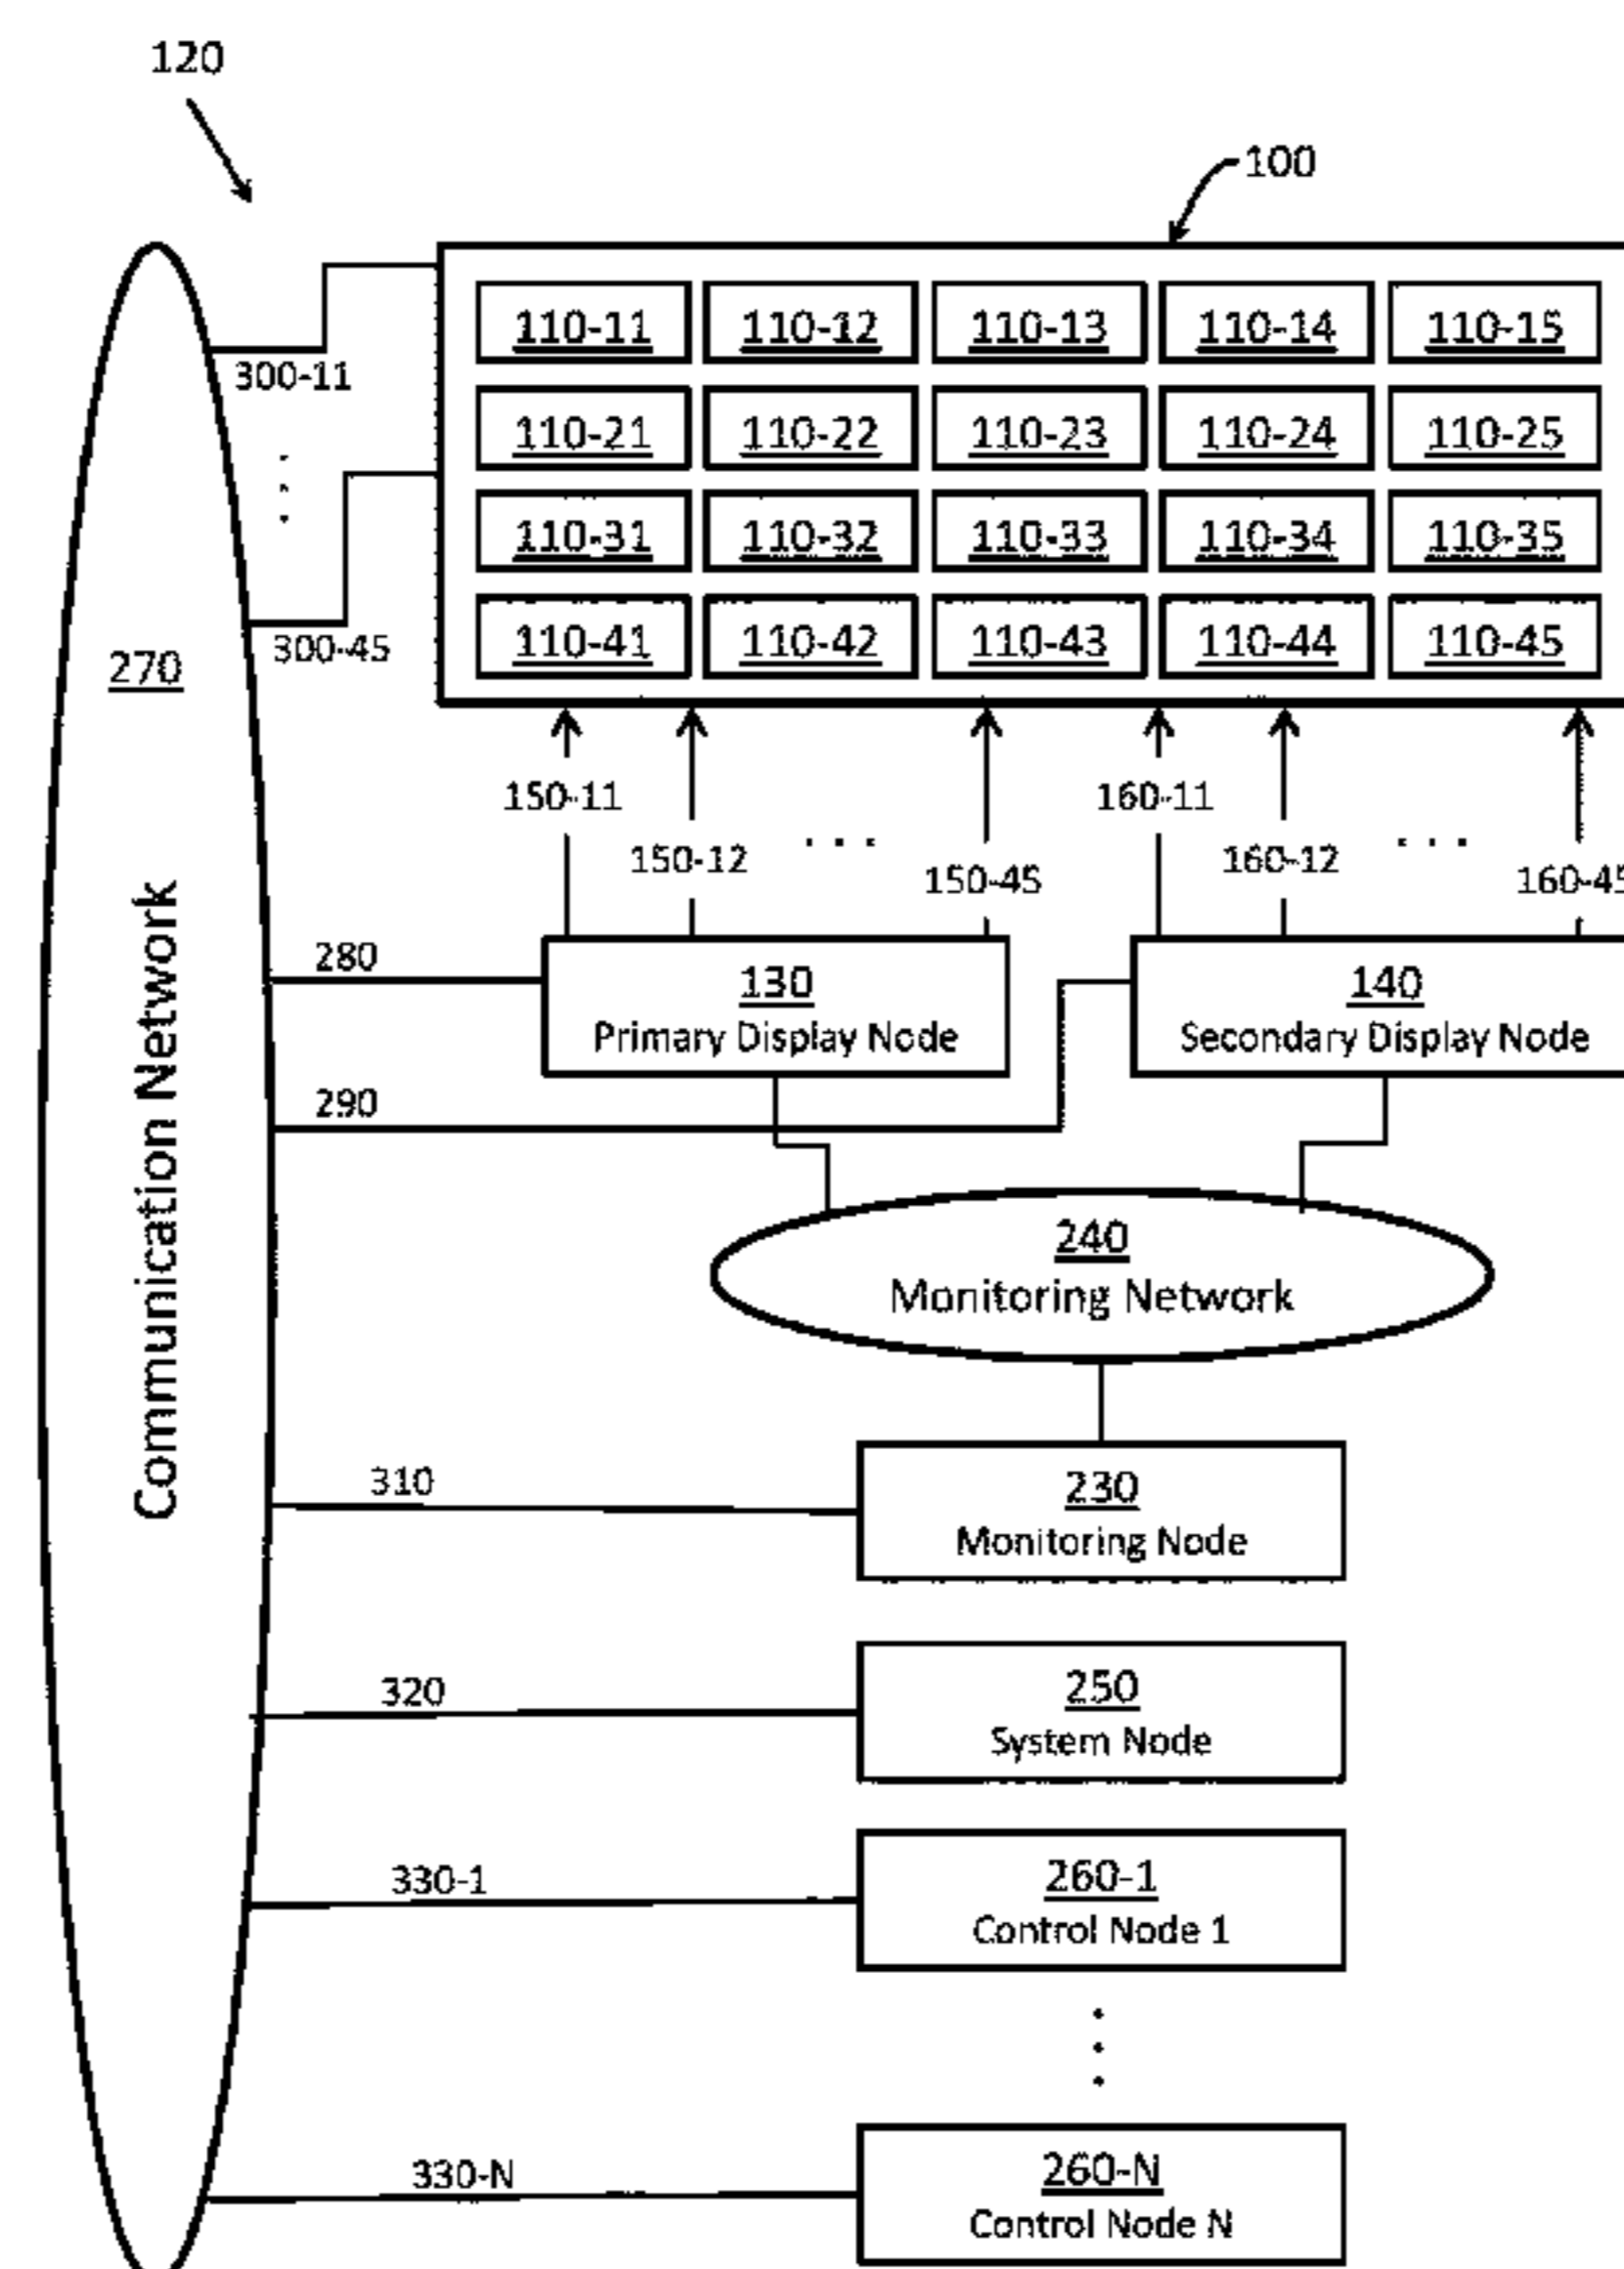 120
100
110-11 110-12 110-13 110-14 110-15
300-11
110-21 110-22 110-23 110-24 110-25
110-31 110-32 110-33 110-34 110-35
110-41 110-42 110-43 110-44 110-45
300-45
270
Communication Network
150-11
160-11
150-12 . . . 150-45
160-12 . . . 160-45
280
130
Primary Display Node
140
Secondary Display Node
290
240
Monitoring Network
310
230
Monitoring Node
320
250
System Node
330-1
260-1
Control Node 1
330-N
260-N
Control Node N